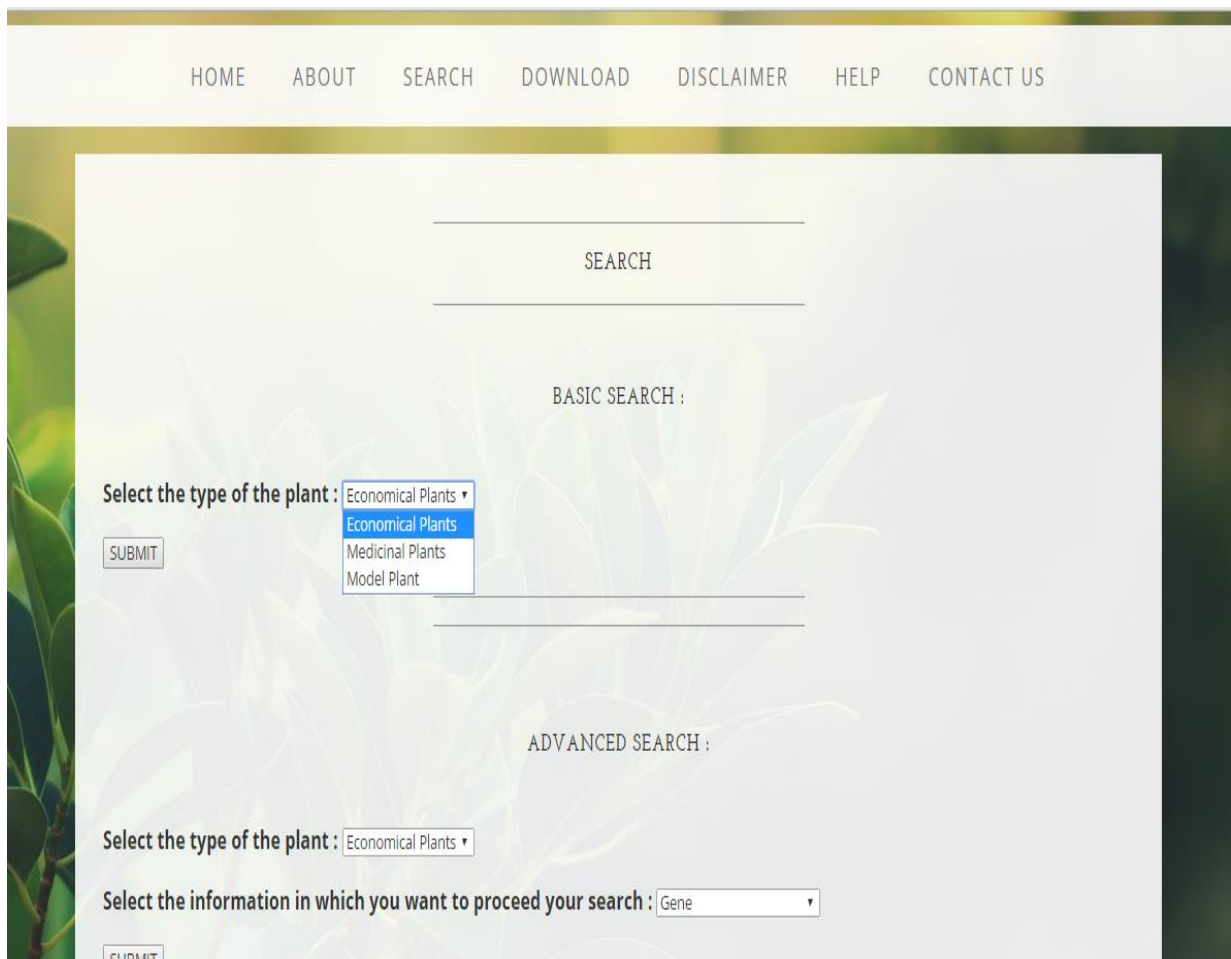 HOME ABOUT SEARCH DOWNLOAD DISCLAIMER HELP CONTACT US
SEARCH
BASIC SEARCH :
Select the type of the plant : Economical Plants
Economical Plants
Medicinal Plants
Model Plant
SUBMIT
ADVANCED SEARCH :
Select the type of the plant : Economical Plants
Select the information in which you want to proceed your search : Gene
SUBMIT